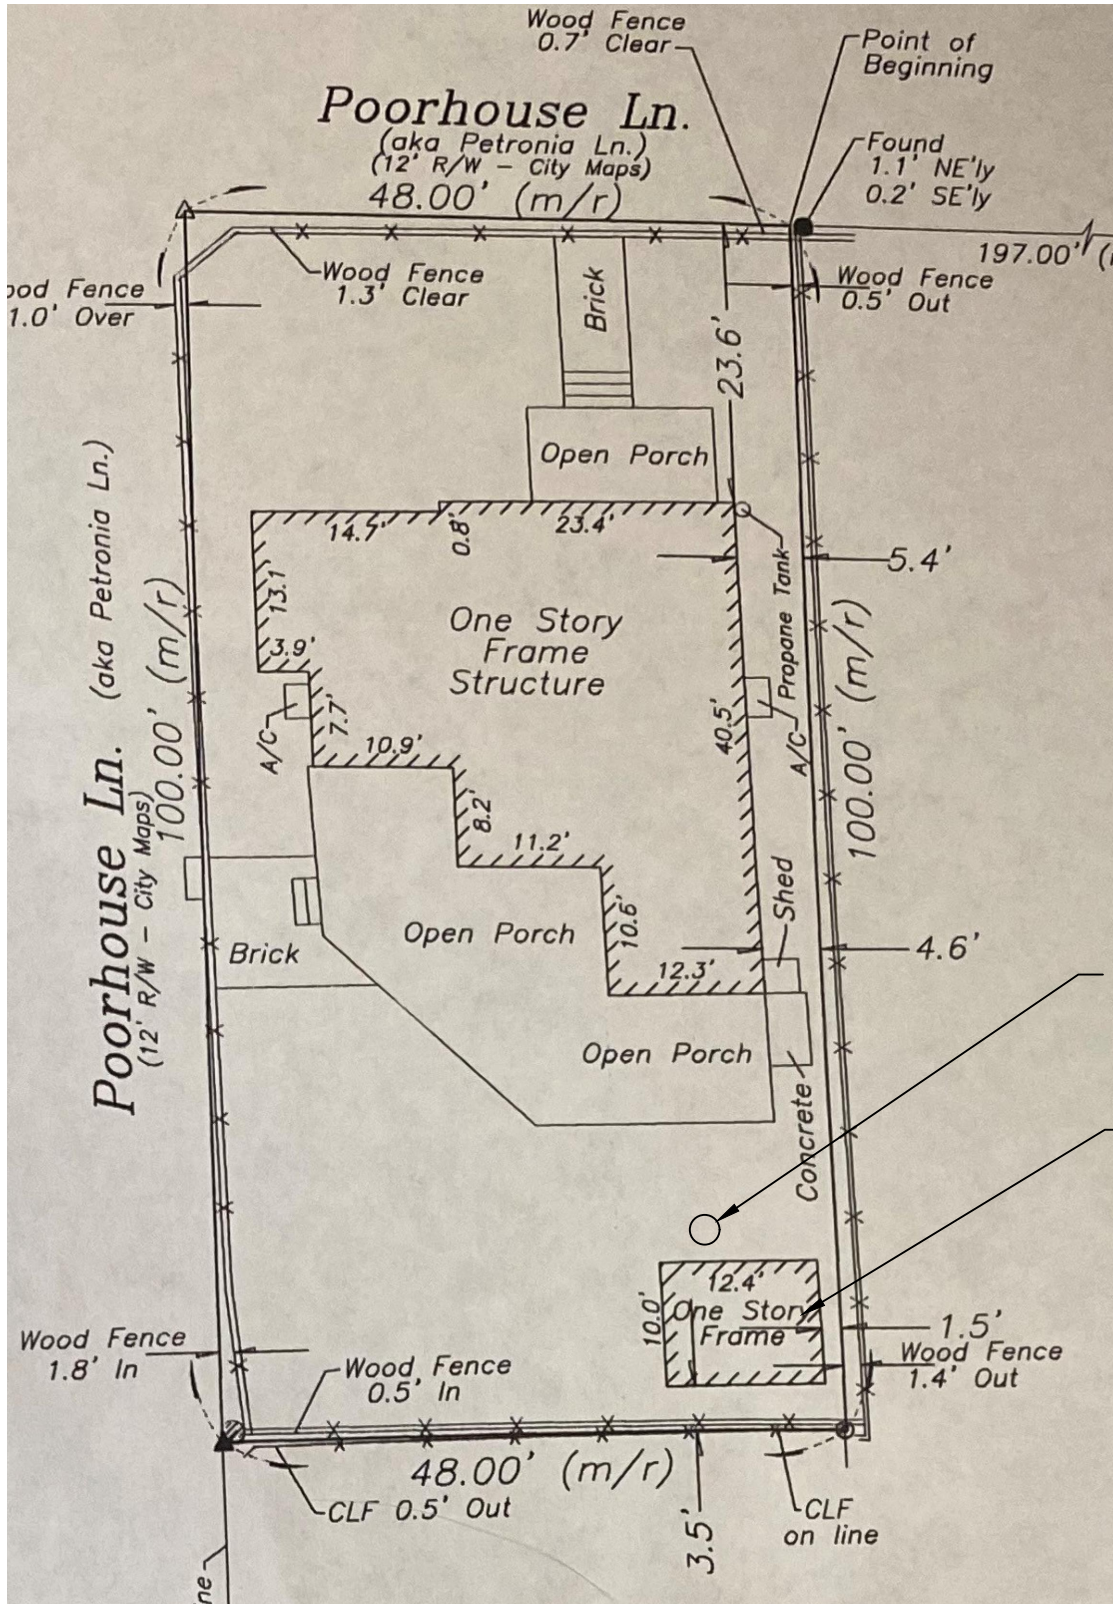 Wood Fence
0.7' Clear
Point of
Beginning
Poorhouse Ln.
(aka Petronia Ln.)
(12' R/W - City Maps)
48.00' (m/r)
Found
1.1' NE'ly
0.2' SE'ly
197.00'
Wood Fence
1.3' Clear
Fence
1.0' Over
Brick
Wood Fence
0.5' Out
23.6'
Open Porch
14.7'
0.8'
23.4'
5.4'
Propane Tank
13.1'
One Story
Frame
Structure
3.9'
7.7'
A/C
10.9'
40.5'
A/C
100.00' (m/r)
Poorhouse Ln. (aka Petronia Ln.)
(12' R/W - City Maps)
100.00' (m/r)
8.2'
11.2'
10.6'
Shed
Open Porch
Brick
12.3'
4.6'
Open Porch
Concrete
12.4'
10.0'
One Story
Frame
1.5'
Wood Fence
1.8' In
Wood Fence
0.5' In
Wood Fence
1.4' Out
48.00' (m/r)
CLF 0.5' Out
3.5'
CLF
on line